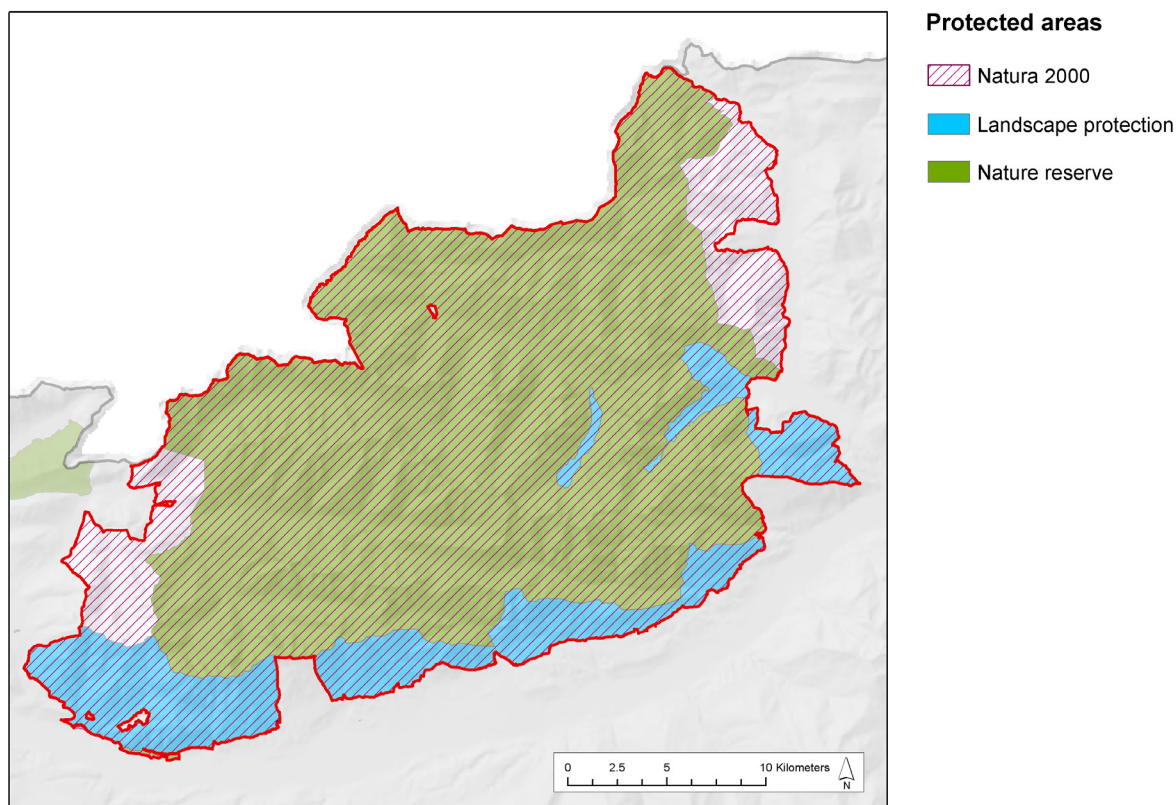 Protected areas
Natura 2000
Landscape protection
Nature reserve
0 2.5 5 10 Kilometers
N